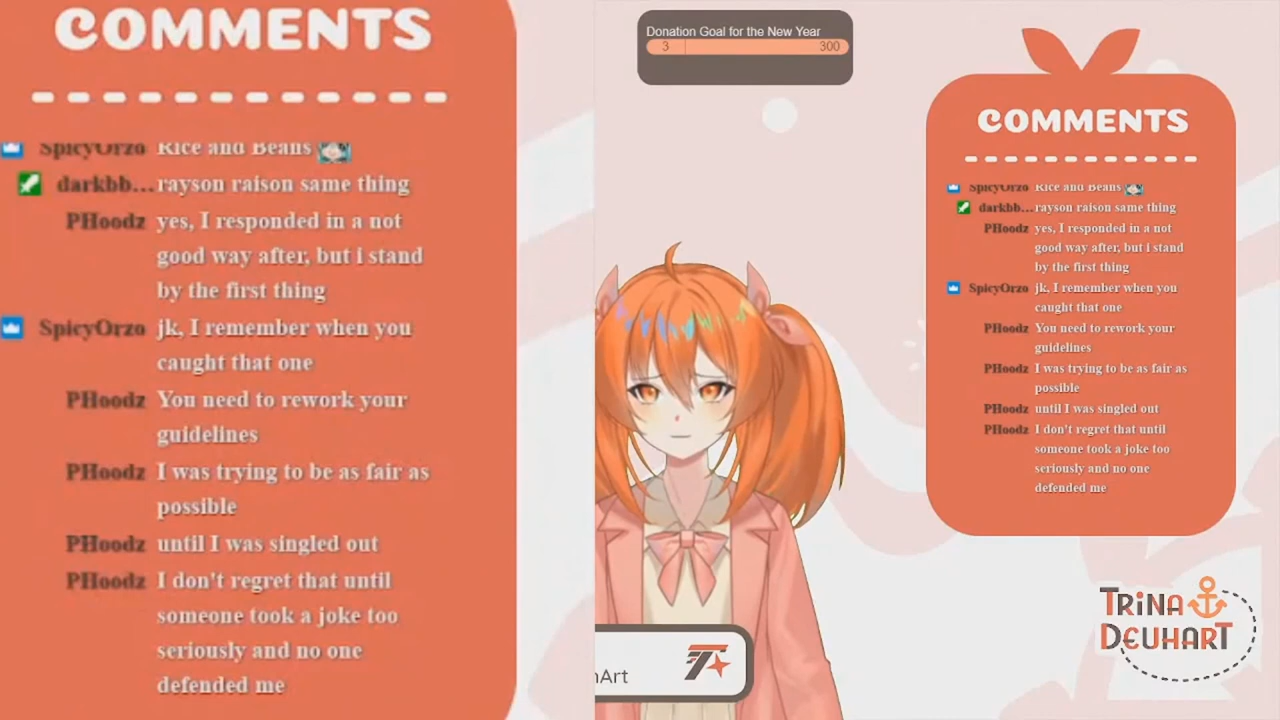 COMMENTS
SpicyOrzo Rice and Beans
darkbb... rayson raison same thing
PHoodz yes, I responded in a not
good way after, but i stand
by the first thing
SpicyOrzo jk, I remember when you
caught that one
PHoodz You need to rework your
guidelines
PHoodz I was trying to be as fair as
possible
PHoodz until I was singled out
PHoodz I don't regret that until
someone took a joke too
seriously and no one
defended me
Donation Goal for the New Year
3 300
hArt
COMMENTS
SpicyOrzo Rice and Beans
darkbb... rayson raison same thing
PHoodz yes, I responded in a not
good way after, but i stand
by the first thing
SpicyOrzo jk, I remember when you
caught that one
PHoodz You need to rework your
guidelines
PHoodz I was trying to be as fair as
possible
PHoodz until I was singled out
PHoodz I don't regret that until
someone took a joke too
seriously and no one
defended me
TRINA
DEUHART